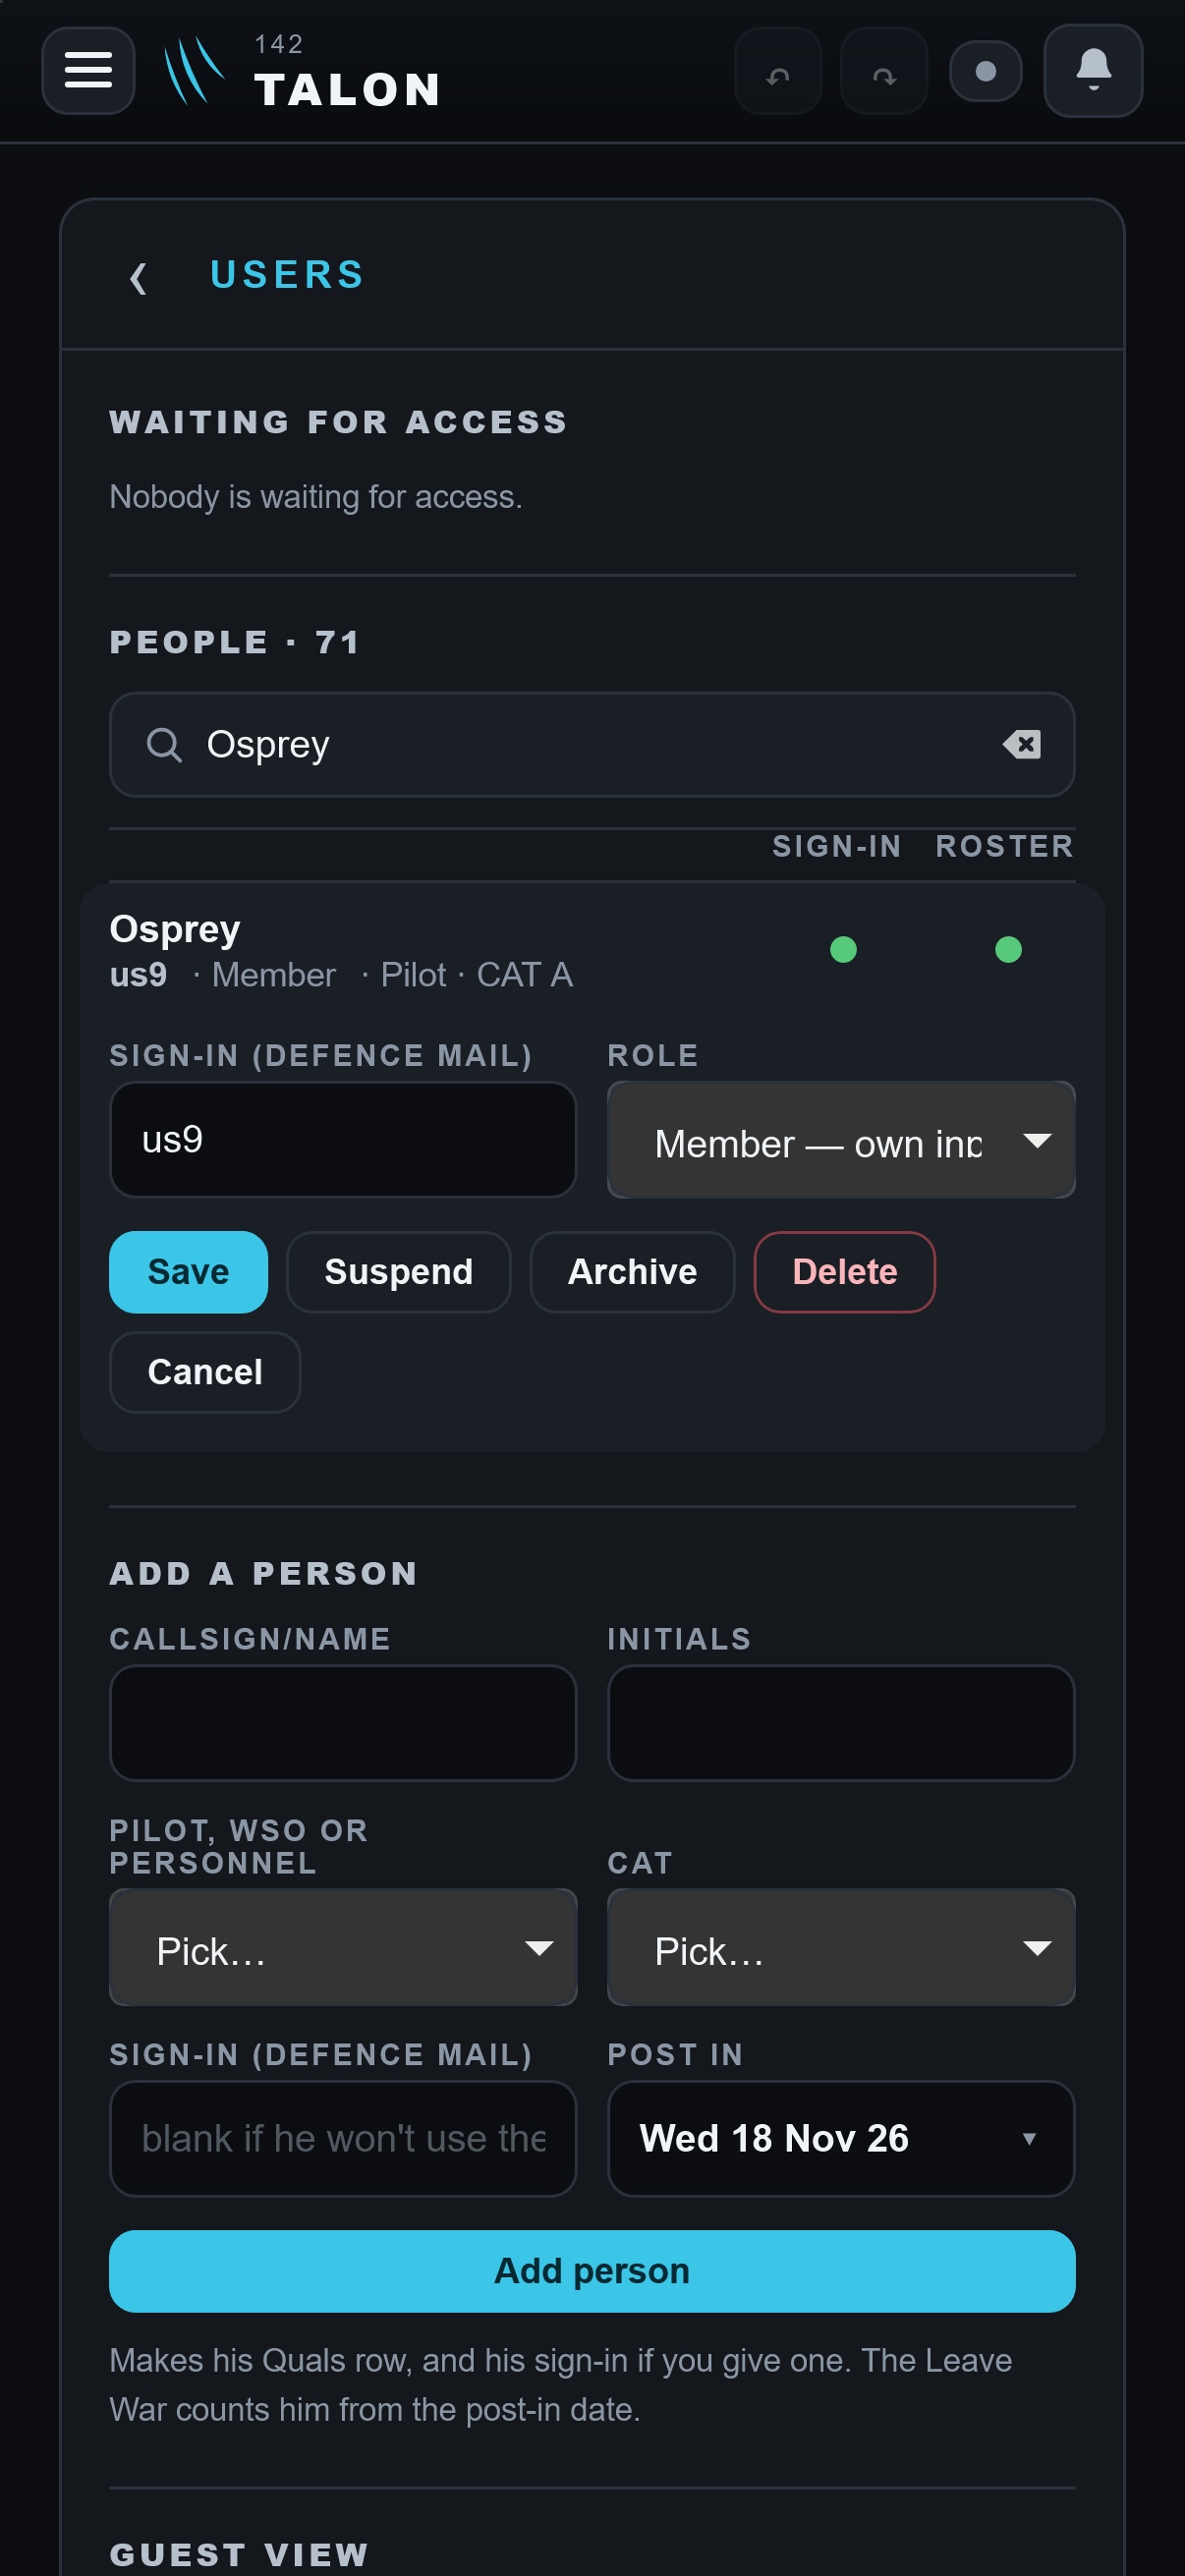 142
TALON
USERS
WAITING FOR ACCESS
Nobody is waiting for access.
PEOPLE · 71
Osprey
SIGN-IN ROSTER
Osprey
us9 · Member · Pilot · CAT A
SIGN-IN (DEFENCE MAIL) ROLE
us9 Member — own inp
Save Suspend Archive Delete
Cancel
ADD A PERSON
CALLSIGN/NAME INITIALS
PILOT, WSO OR
PERSONNEL CAT
Pick… Pick…
SIGN-IN (DEFENCE MAIL) POST IN
blank if he won't use the Wed 18 Nov 26
Add person
Makes his Quals row, and his sign-in if you give one. The Leave
War counts him from the post-in date.
GUEST VIEW